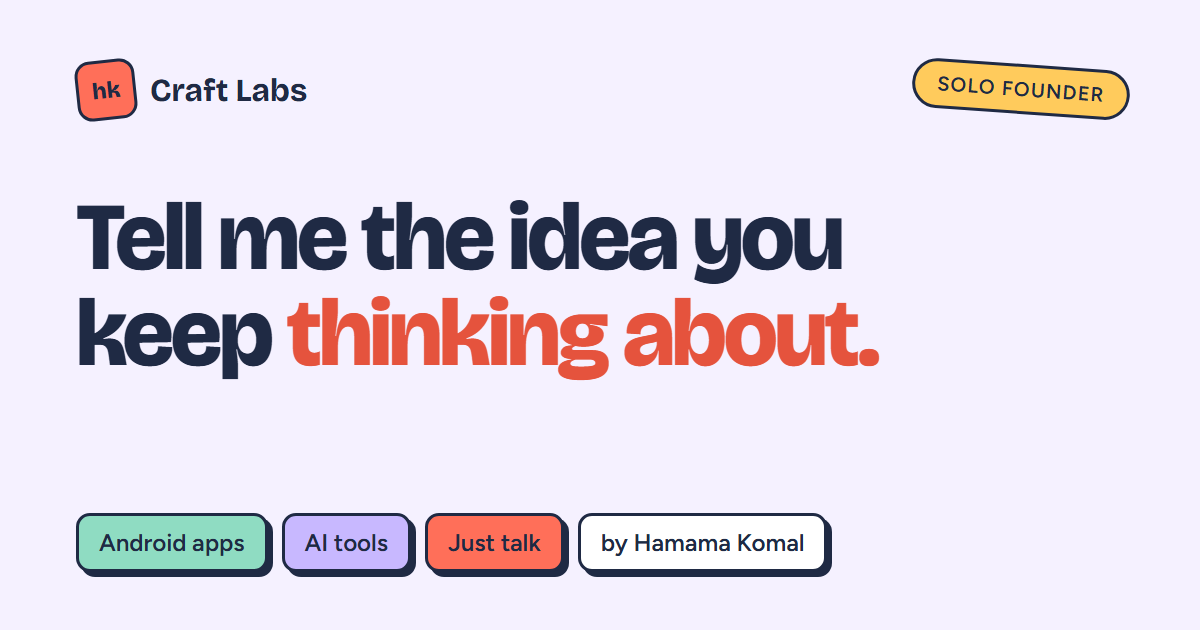 hk
Craft Labs
SOLO FOUNDER
Tell me the idea you
keep thinking about.
Android apps
AI tools
Just talk
by Hamama Komal